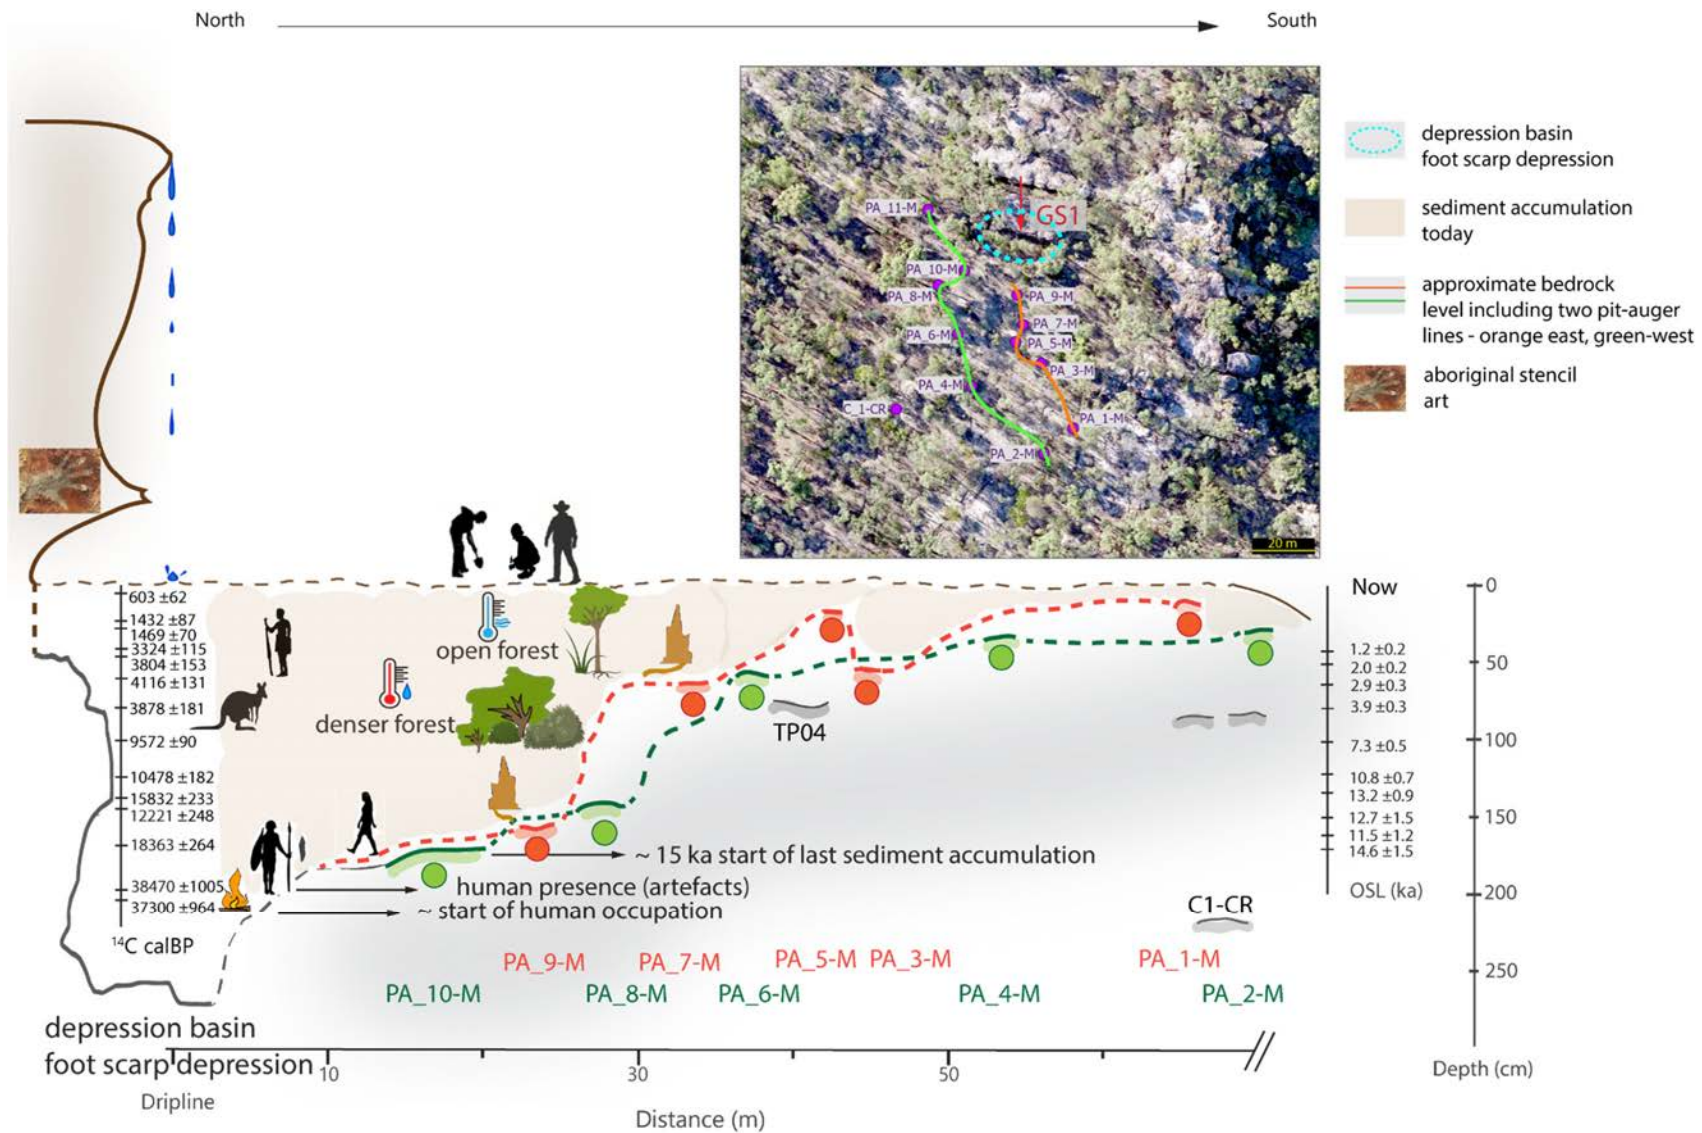 North
South
PA_11-M
GS1
PA_10-M
PA_8-M
PA_9-M
PA_7-M
PA_6-M
PA_5-M
PA_3-M
PA_4-M
C_1-CR
PA_1-M
PA_2-M
20 m
depression basin
foot scarp depression
sediment accumulation
today
approximate bedrock
level including two pit-auger
lines - orange east, green-west
aboriginal stencil
art
603 ±62
1432 ±87
1469 ±70
3324 ±115
3804 ±153
4116 ±131
3878 ±181
9572 ±90
10478 ±182
15832 ±233
12221 ±248
18363 ±264
38470 ±1005
37300 ±964
14C calBP
open forest
denser forest
TP04
~ 15 ka start of last sediment accumulation
human presence (artefacts)
~ start of human occupation
C1-CR
Now
1.2 ±0.2
2.0 ±0.2
2.9 ±0.3
3.9 ±0.3
7.3 ±0.5
10.8 ±0.7
13.2 ±0.9
12.7 ±1.5
11.5 ±1.2
14.6 ±1.5
OSL (ka)
0
50
100
150
200
250
Depth (cm)
PA_9-M
PA_7-M
PA_5-M
PA_3-M
PA_1-M
PA_10-M
PA_8-M
PA_6-M
PA_4-M
PA_2-M
depression basin
foot scarp depression
10
30
50
Dripline
Distance (m)